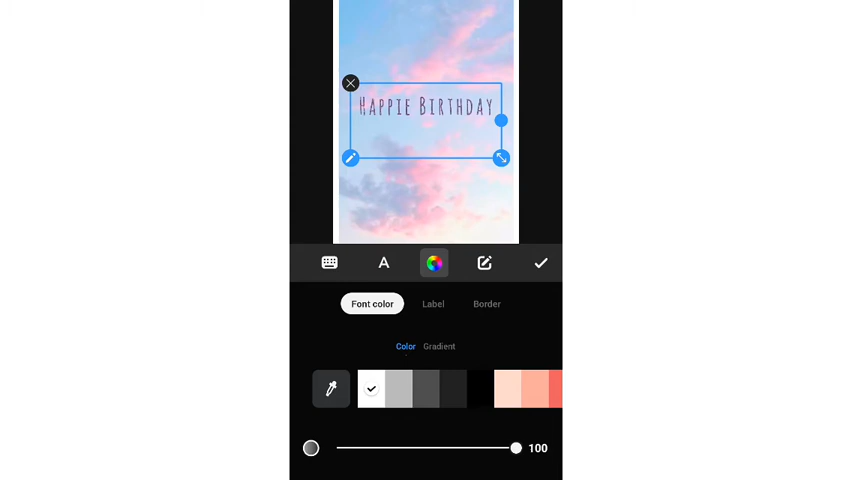 HAPPIE BIRTHDAY
A
Font color
Label
Border
Color
Gradient
100